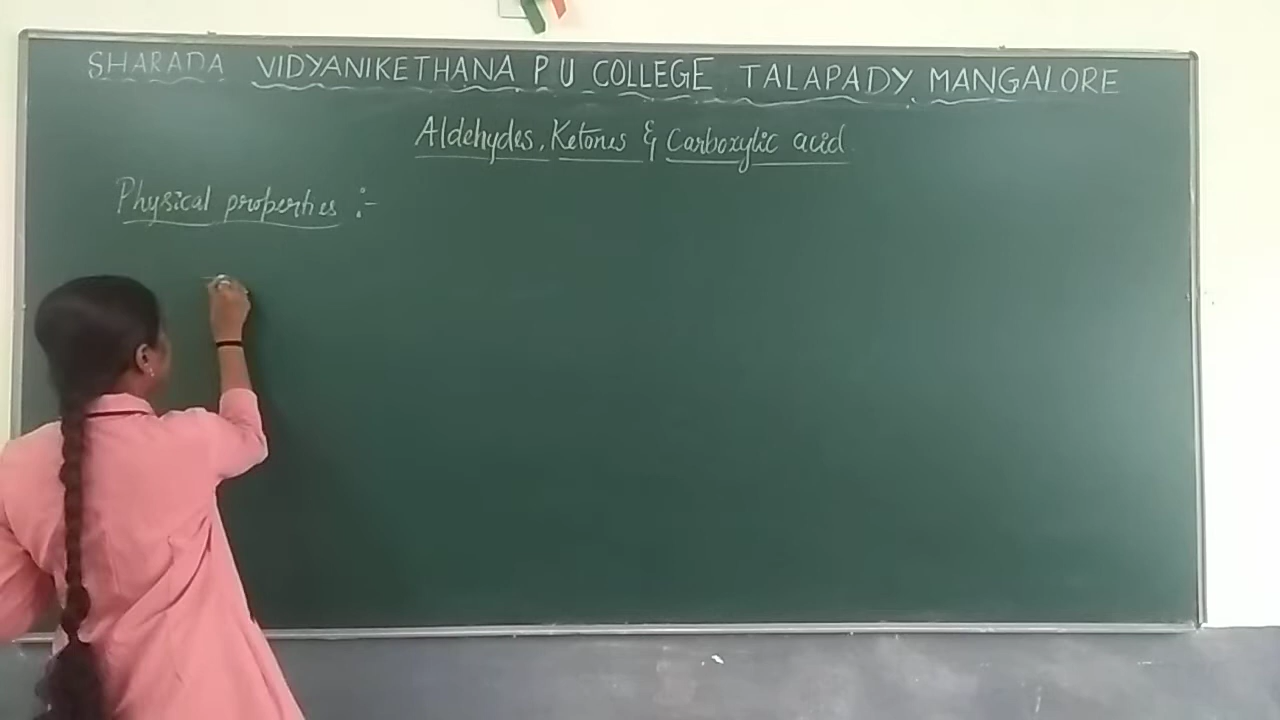 SHARADA VIDYANIKETHANA P U COLLEGE TALAPADY, MANGALORE
Aldehydes, Ketones & Carboxylic acid
Physical properties :-